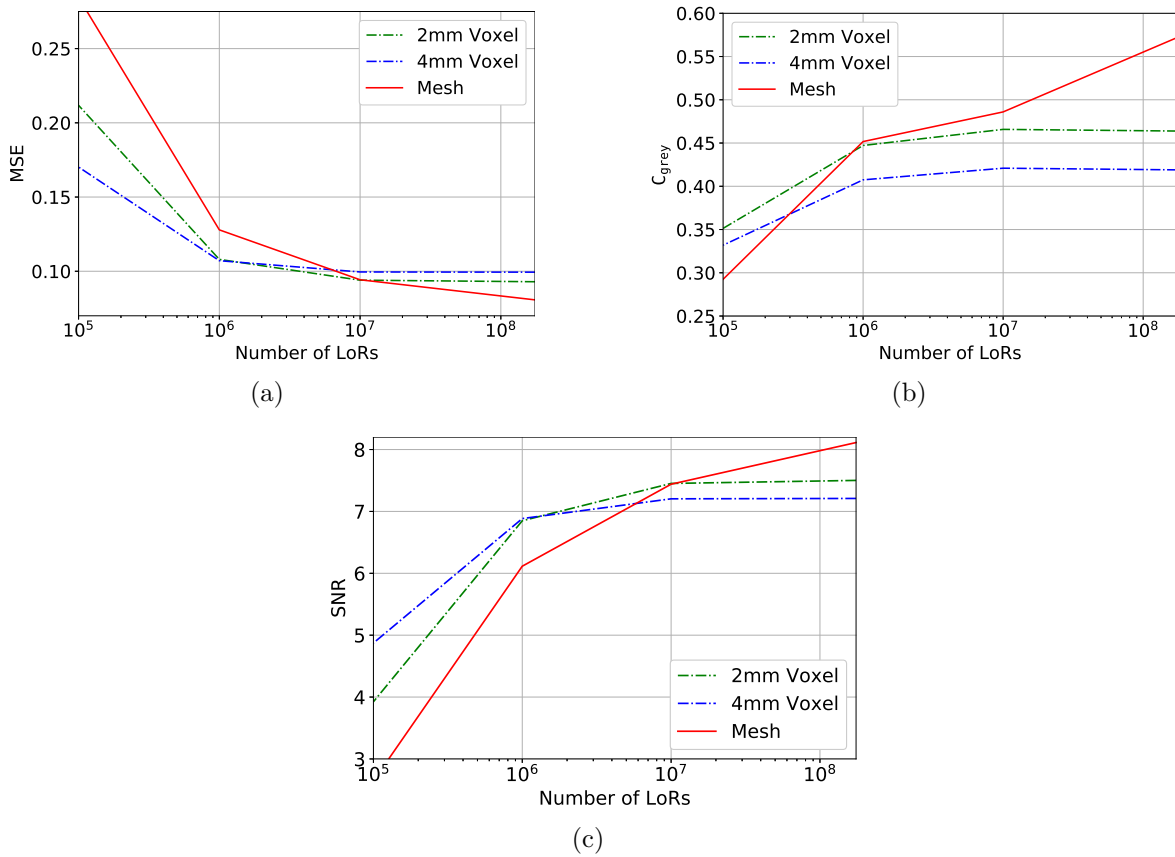 0.25
0.20
0.15
0.10
MSE
2mm Voxel
4mm Voxel
Mesh
10^5 10^6 10^7 10^8
Number of LoRs
(a)
0.60
0.55
0.50
0.45
0.40
0.35
0.30
0.25
C_grey
2mm Voxel
4mm Voxel
Mesh
10^5 10^6 10^7 10^8
Number of LoRs
(b)
8
7
6
5
4
3
SNR
2mm Voxel
4mm Voxel
Mesh
10^5 10^6 10^7 10^8
Number of LoRs
(c)